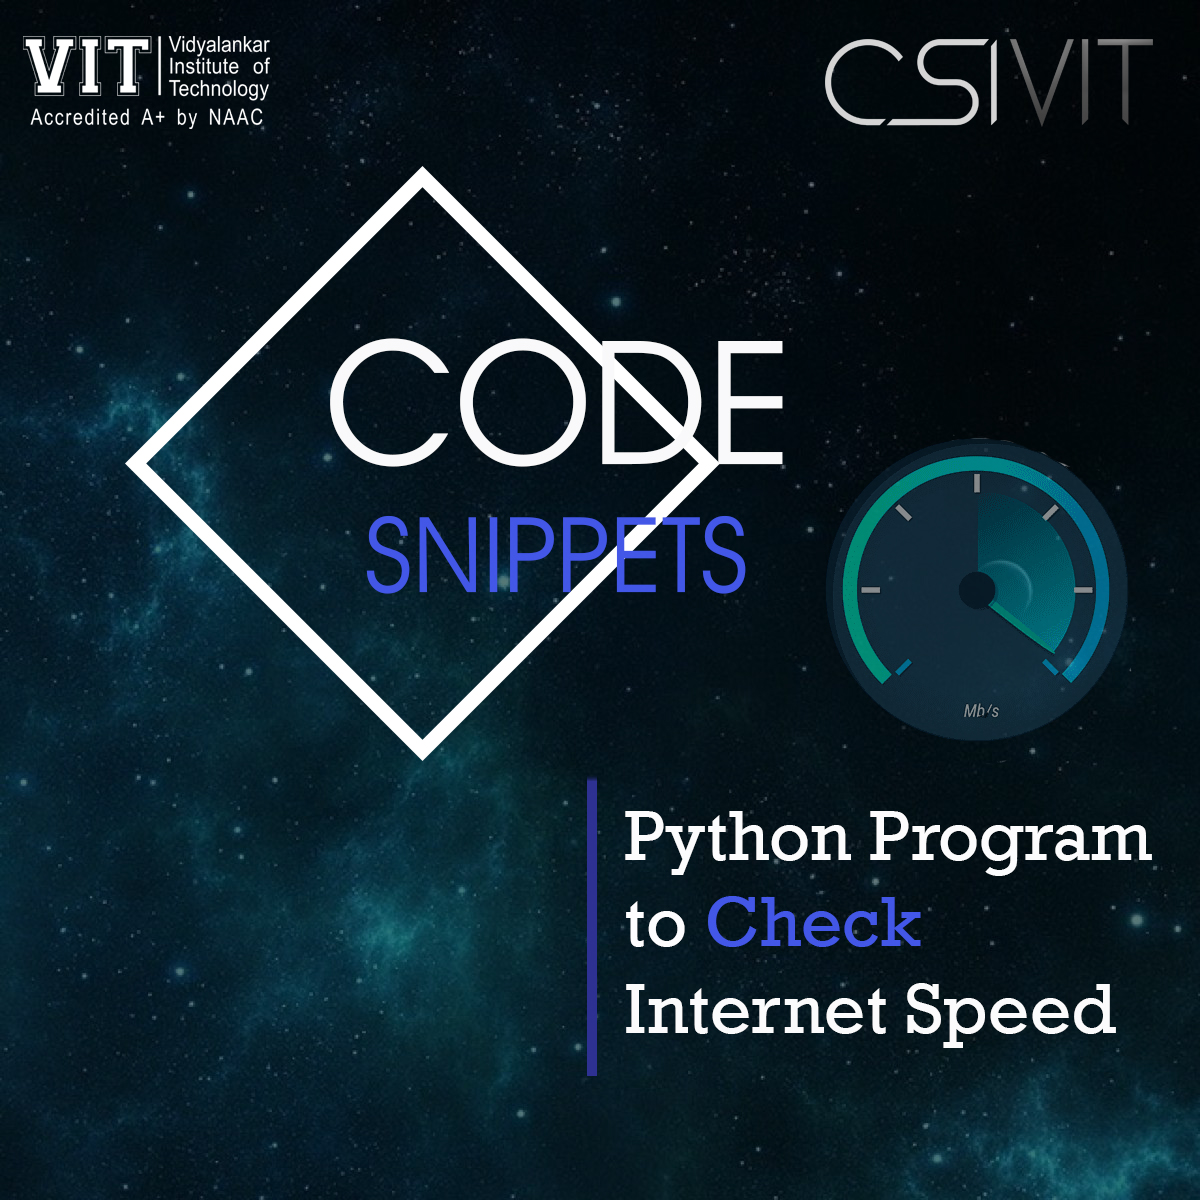 VIT
Vidyalankar
Institute of
Technology
Accredited A+ by NAAC
CSIVIT
CODE
SNIPPETS
Mb/s
Python Program
to Check
Internet Speed